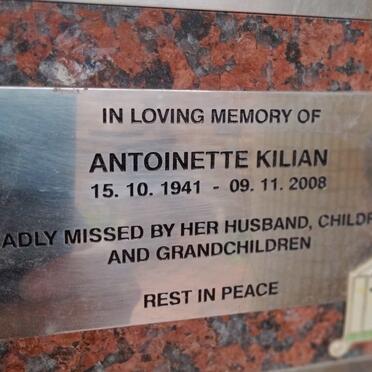 IN LOVING MEMORY OF
ANTOINETTE KILIAN
15. 10. 1941 - 09. 11. 2008
ADLY MISSED BY HER HUSBAND, CHILDR
AND GRANDCHILDREN
REST IN PEACE